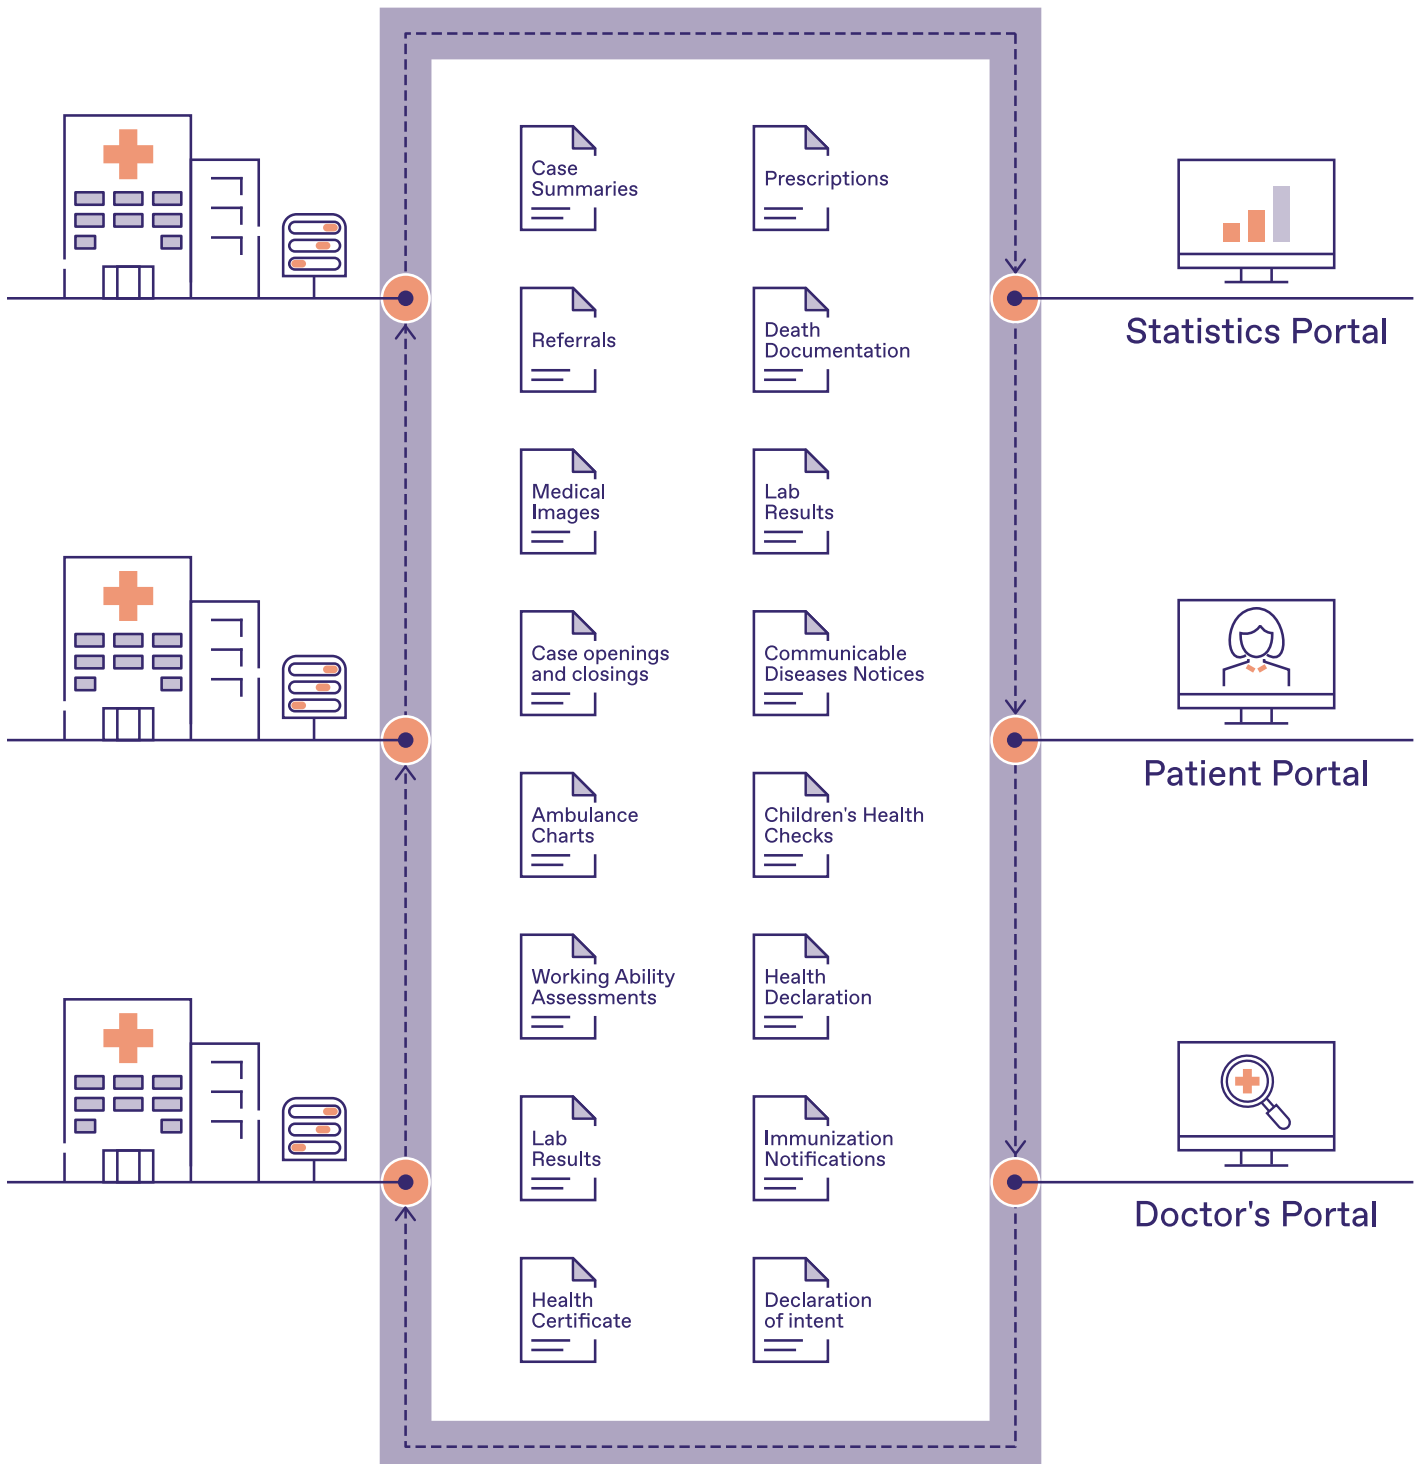 Case
Summaries
Prescriptions
Referrals
Death
Documentation
Statistics Portal
Medical
Images
Lab
Results
Case openings
and closings
Communicable
Diseases Notices
Patient Portal
Ambulance
Charts
Children's Health
Checks
Working Ability
Assessments
Health
Declaration
Lab
Results
Immunization
Notifications
Doctor's Portal
Health
Certificate
Declaration
of intent